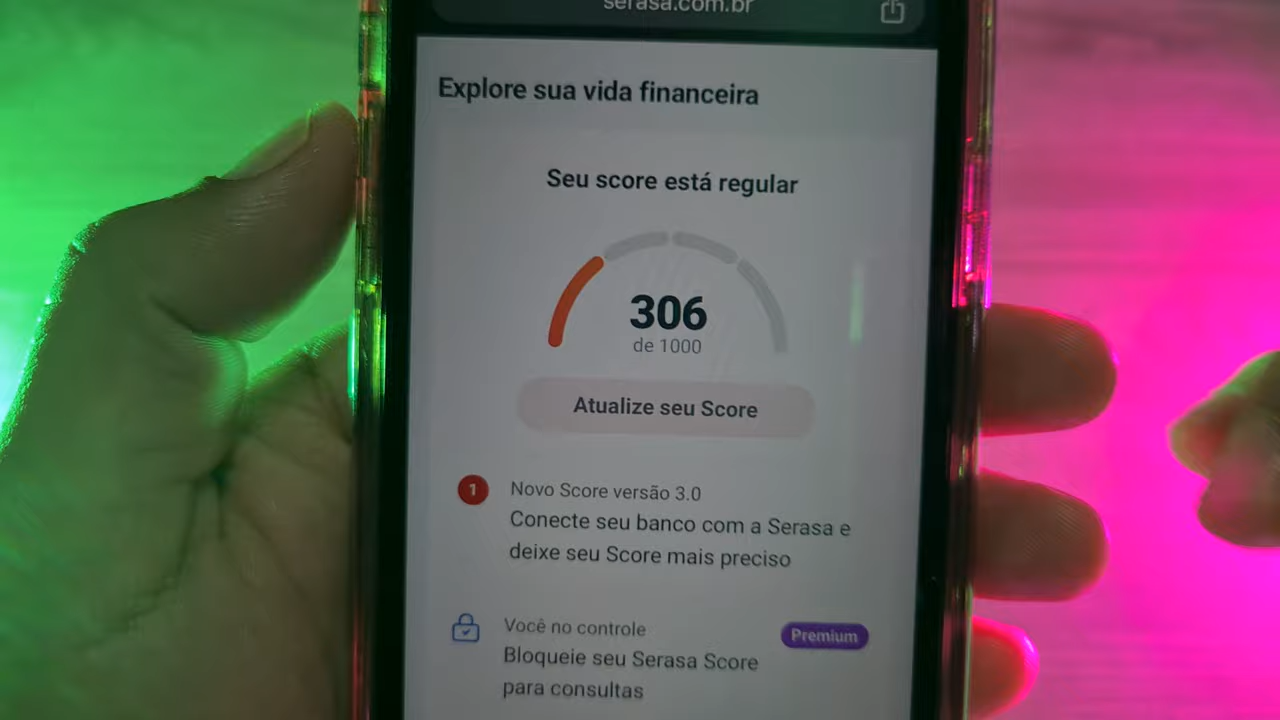 serasa.com.br
Explore sua vida financeira
Seu score está regular
306
de 1000
Atualize seu Score
1
Novo Score versão 3.0
Conecte seu banco com a Serasa e
deixe seu Score mais preciso
Você no controle
Premium
Bloqueie seu Serasa Score
para consultas